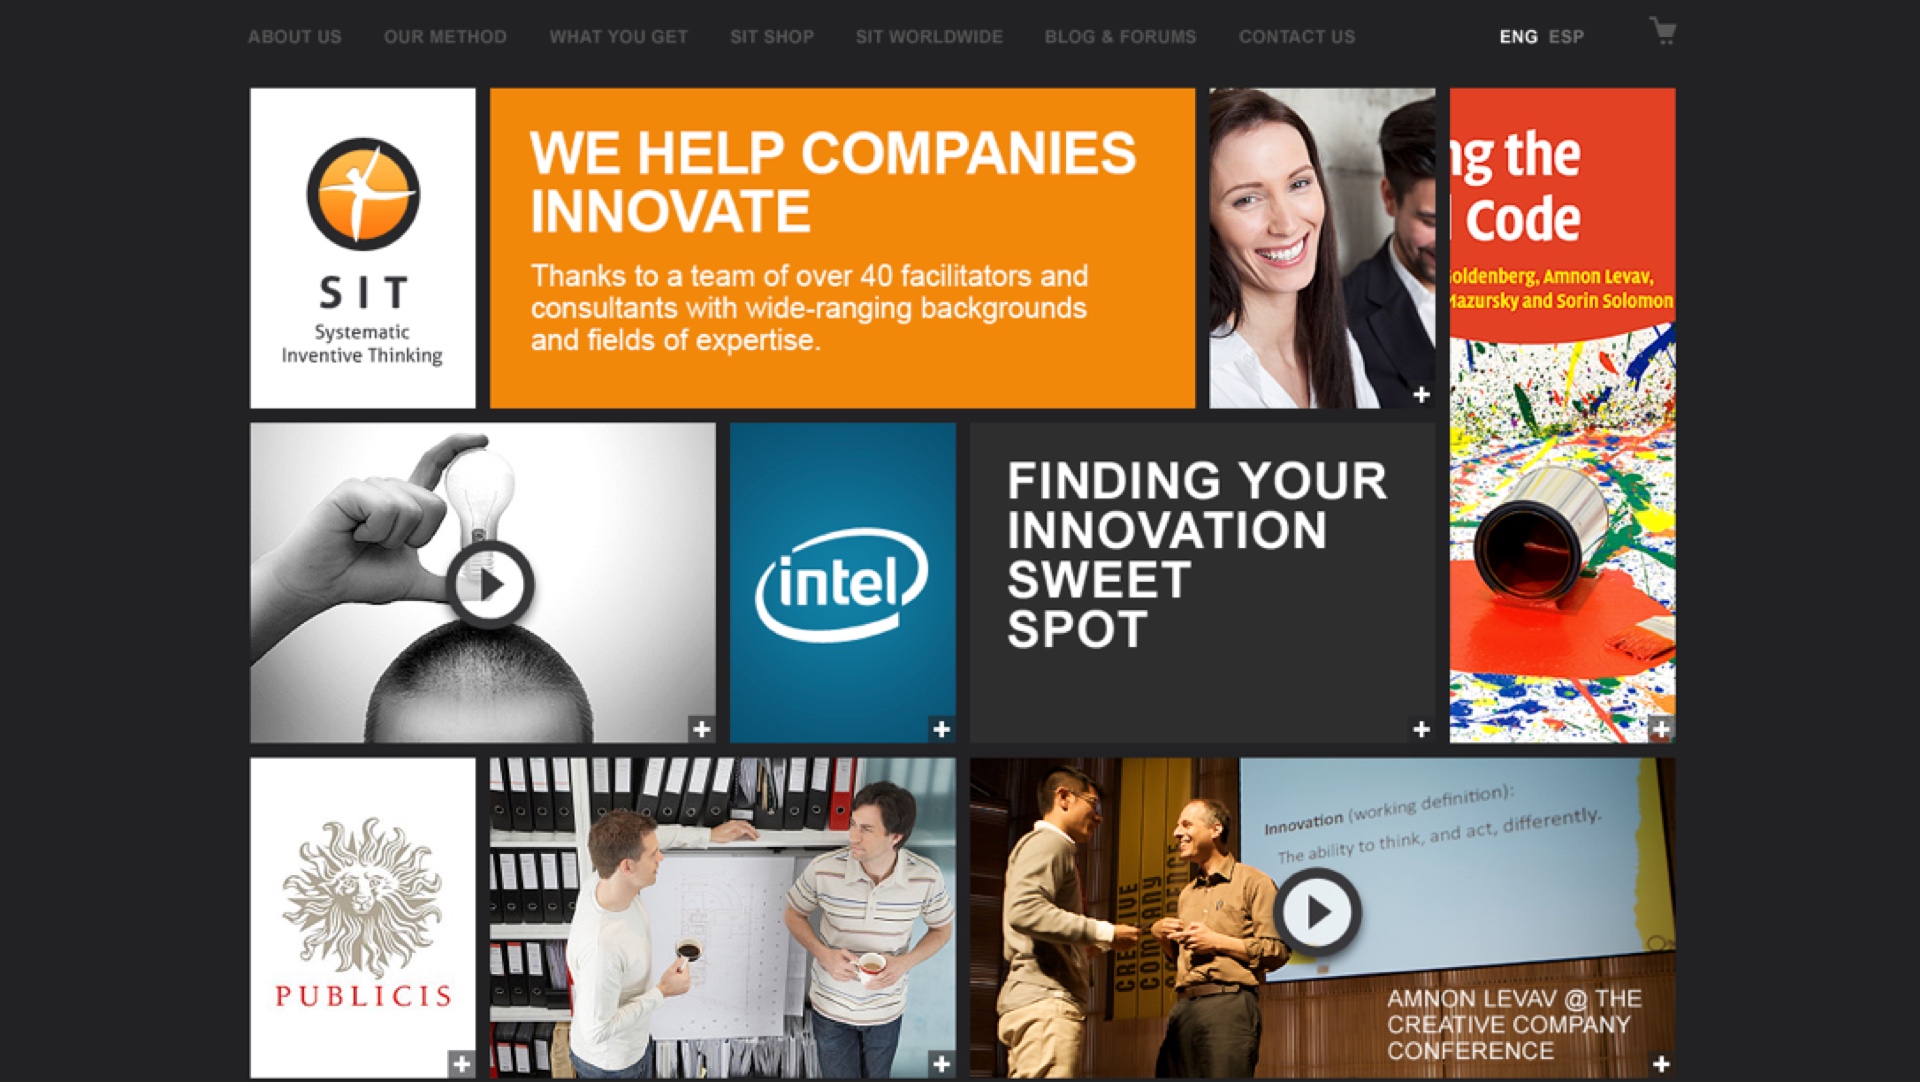 ABOUT US OUR METHOD WHAT YOU GET SIT SHOP SIT WORLDWIDE BLOG & FORUMS CONTACT US ENG ESP
SIT
Systematic
Inventive Thinking
WE HELP COMPANIES
INNOVATE
Thanks to a team of over 40 facilitators and
consultants with wide-ranging backgrounds
and fields of expertise.
ng the
Code
oldenberg, Amnon Levav,
Mazursky and Sorin Solomon
intel
FINDING YOUR
INNOVATION
SWEET
SPOT
PUBLICIS
Innovation (working definition):
The ability to think, and act, differently.
CREATIVE
COMPANY
AMNON LEVAV @ THE
CREATIVE COMPANY
CONFERENCE